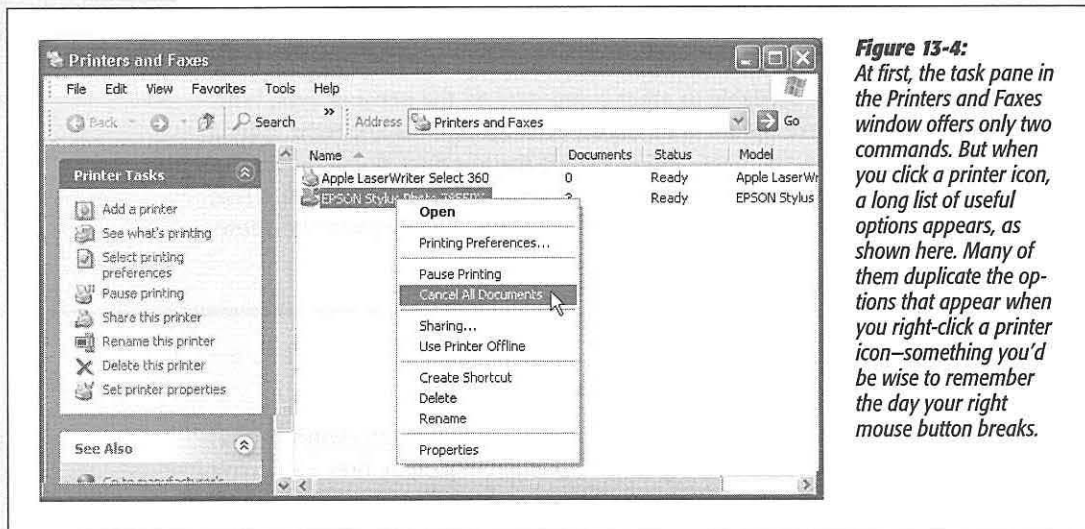 Printers and Faxes
File Edit View Favorites Tools Help
Back Search » Address Printers and Faxes Go
Printer Tasks
Add a printer
See what's printing
Select printing
preferences
Pause printing
Share this printer
Rename this printer
Delete this printer
Set printer properties
See Also
Name Documents Status Model
Apple LaserWriter Select 360 0 Ready Apple LaserWr
EPSON Stylus Photo Ready EPSON Stylus
Open
Printing Preferences...
Pause Printing
Cancel All Documents
Sharing...
Use Printer Offline
Create Shortcut
Delete
Rename
Properties
Figure 13-4:
At first, the task pane in
the Printers and Faxes
window offers only two
commands. But when
you click a printer icon,
a long list of useful
options appears, as
shown here. Many of
them duplicate the op-
tions that appear when
you right-click a printer
icon—something you'd
be wise to remember
the day your right
mouse button breaks.